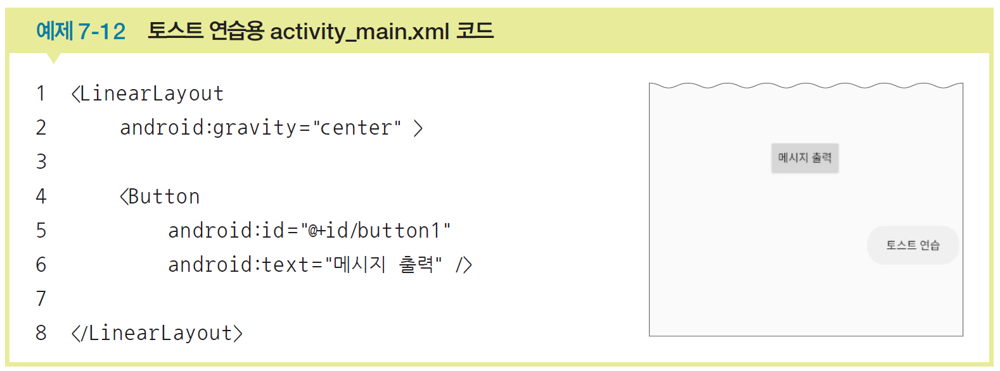 예제 7-12 토스트 연습용 activity_main.xml 코드
1 <LinearLayout
2 android:gravity="center" >
3
4 <Button
5 android:id="@+id/button1"
6 android:text="메시지 출력" />
7
8 </LinearLayout>
메시지 출력
토스트 연습